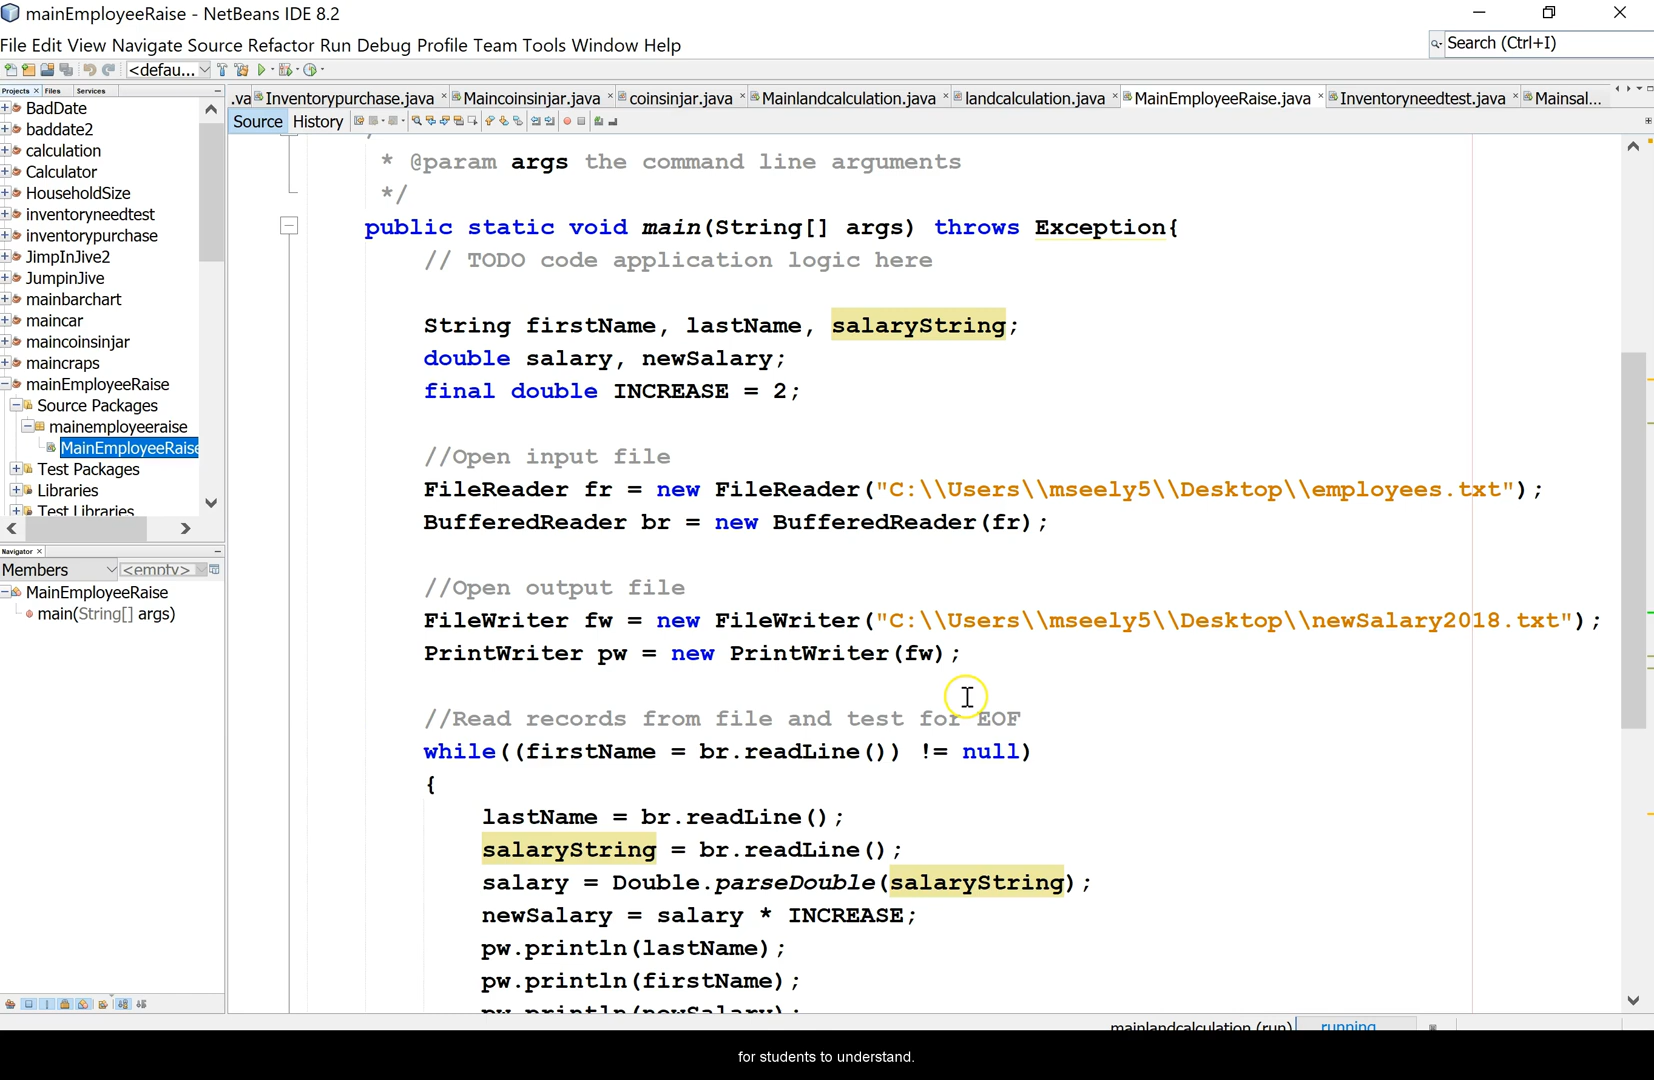 mainEmployeeRaise - NetBeans IDE 8.2
File Edit View Navigate Source Refactor Run Debug Profile Team Tools Window Help
Search (Ctrl+I)
<defau...
Projects Files Services
.va Inventorypurchase.java Maincoinsinjar.java coinsinjar.java Mainlandcalculation.java landcalculation.java MainEmployeeRaise.java Inventoryneedtest.java Mainsal...
Source History
BadDate
baddate2
calculation
Calculator
HouseholdSize
inventoryneedtest
inventorypurchase
JimpInJive2
JumpinJive
mainbarchart
maincar
maincoinsinjar
maincraps
mainEmployeeRaise
Source Packages
mainemployeeraise
MainEmployeeRaise
Test Packages
Libraries
Test Libraries
Navigator
Members <empty>
MainEmployeeRaise
main(String[] args)
* @param args the command line arguments
*/
public static void main(String[] args) throws Exception{
// TODO code application logic here
String firstName, lastName, salaryString;
double salary, newSalary;
final double INCREASE = 2;
//Open input file
FileReader fr = new FileReader("C:\\Users\\mseely5\\Desktop\\employees.txt");
BufferedReader br = new BufferedReader(fr);
//Open output file
FileWriter fw = new FileWriter("C:\\Users\\mseely5\\Desktop\\newSalary2018.txt");
PrintWriter pw = new PrintWriter(fw);
//Read records from file and test for EOF
while((firstName = br.readLine()) != null)
{
lastName = br.readLine();
salaryString = br.readLine();
salary = Double.parseDouble(salaryString);
newSalary = salary * INCREASE;
pw.println(lastName);
pw.println(firstName);
pw.println(newSalary);
mainlandcalculation (run) running
for students to understand.